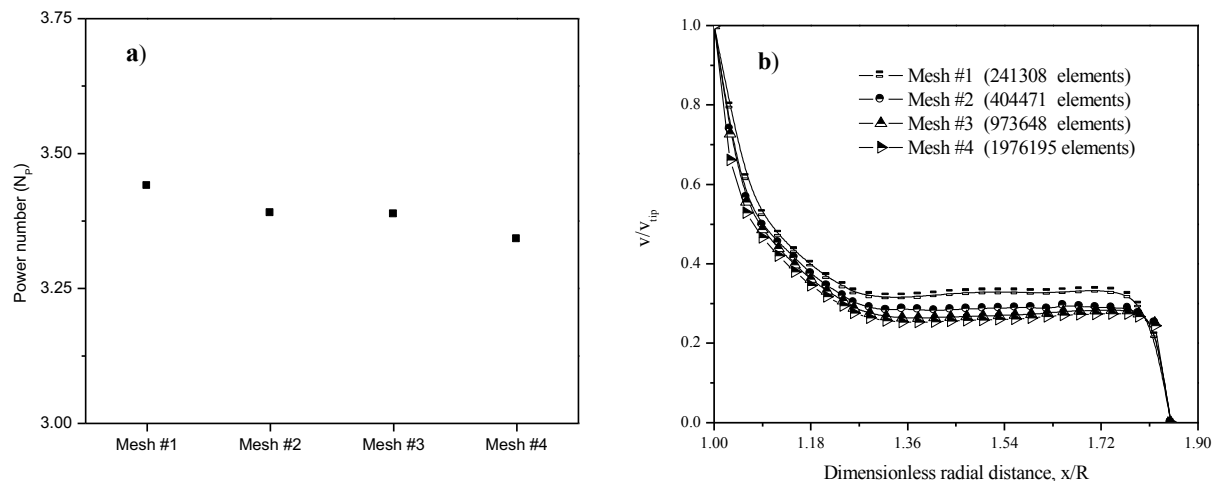 a)
3.75
3.50
3.25
3.00
Power number (NP)
Mesh #1
Mesh #2
Mesh #3
Mesh #4
b)
1.0
0.8
0.6
0.4
0.2
0.0
v/vtip
Mesh #1 (241308 elements)
Mesh #2 (404471 elements)
Mesh #3 (973648 elements)
Mesh #4 (1976195 elements)
1.00 1.18 1.36 1.54 1.72 1.90
Dimensionless radial distance, x/R